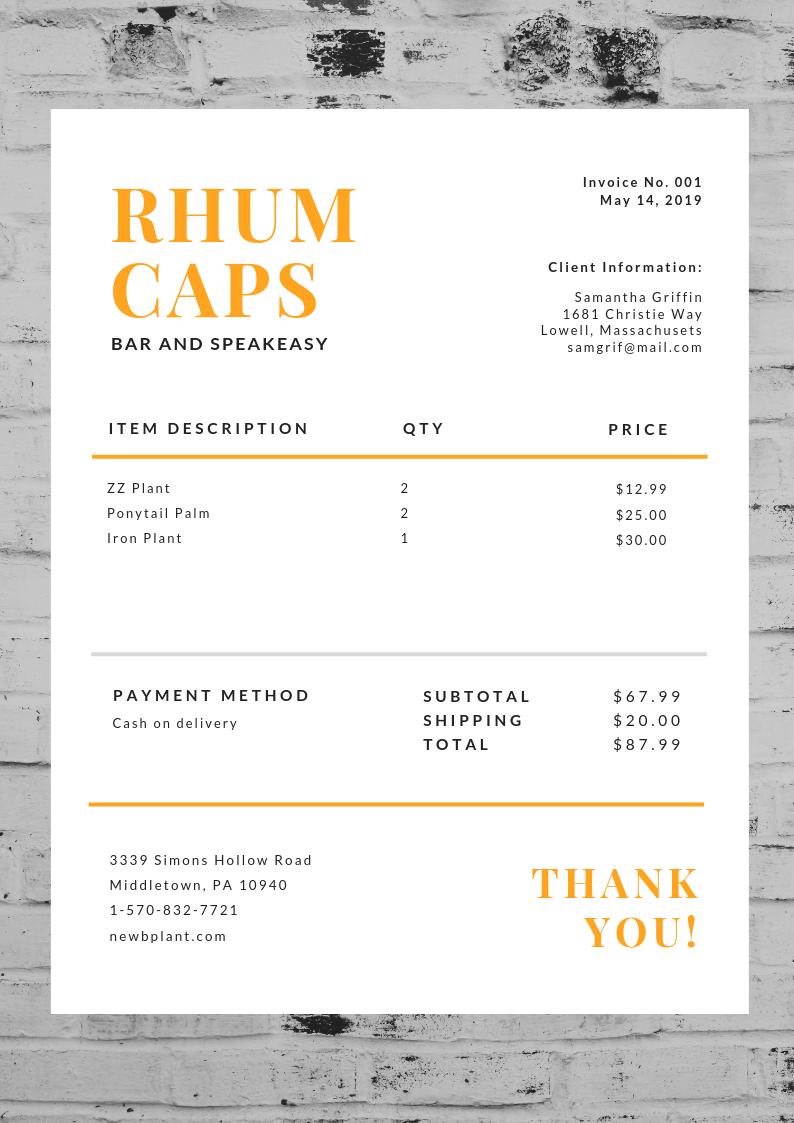 RHUM
CAPS
BAR AND SPEAKEASY
Invoice No. 001
May 14, 2019
Client Information:
Samantha Griffin
1681 Christie Way
Lowell, Massachusets
samgrif@mail.com
ITEM DESCRIPTION QTY PRICE
ZZ Plant 2 $12.99
Ponytail Palm 2 $25.00
Iron Plant 1 $30.00
PAYMENT METHOD
Cash on delivery
SUBTOTAL $67.99
SHIPPING $20.00
TOTAL $87.99
3339 Simons Hollow Road
Middletown, PA 10940
1-570-832-7721
newbplant.com
THANK
YOU!